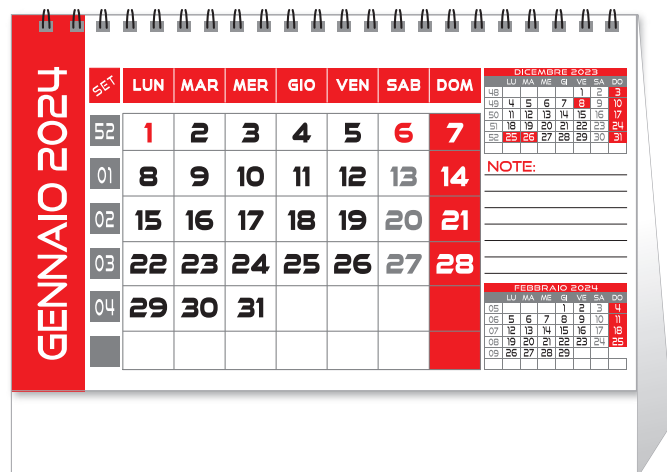 GENNAIO 2024
SET LUN MAR MER GIO VEN SAB DOM
52 1 2 3 4 5 6 7
01 8 9 10 11 12 13 14
02 15 16 17 18 19 20 21
03 22 23 24 25 26 27 28
04 29 30 31
DICEMBRE 2023
LU MA ME GI VE SA DO
48 1 2 3
49 4 5 6 7 8 9 10
50 11 12 13 14 15 16 17
51 18 19 20 21 22 23 24
52 25 26 27 28 29 30 31
NOTE:
FEBBRAIO 2024
LU MA ME GI VE SA DO
05 1 2 3 4
06 5 6 7 8 9 10 11
07 12 13 14 15 16 17 18
08 19 20 21 22 23 24 25
09 26 27 28 29